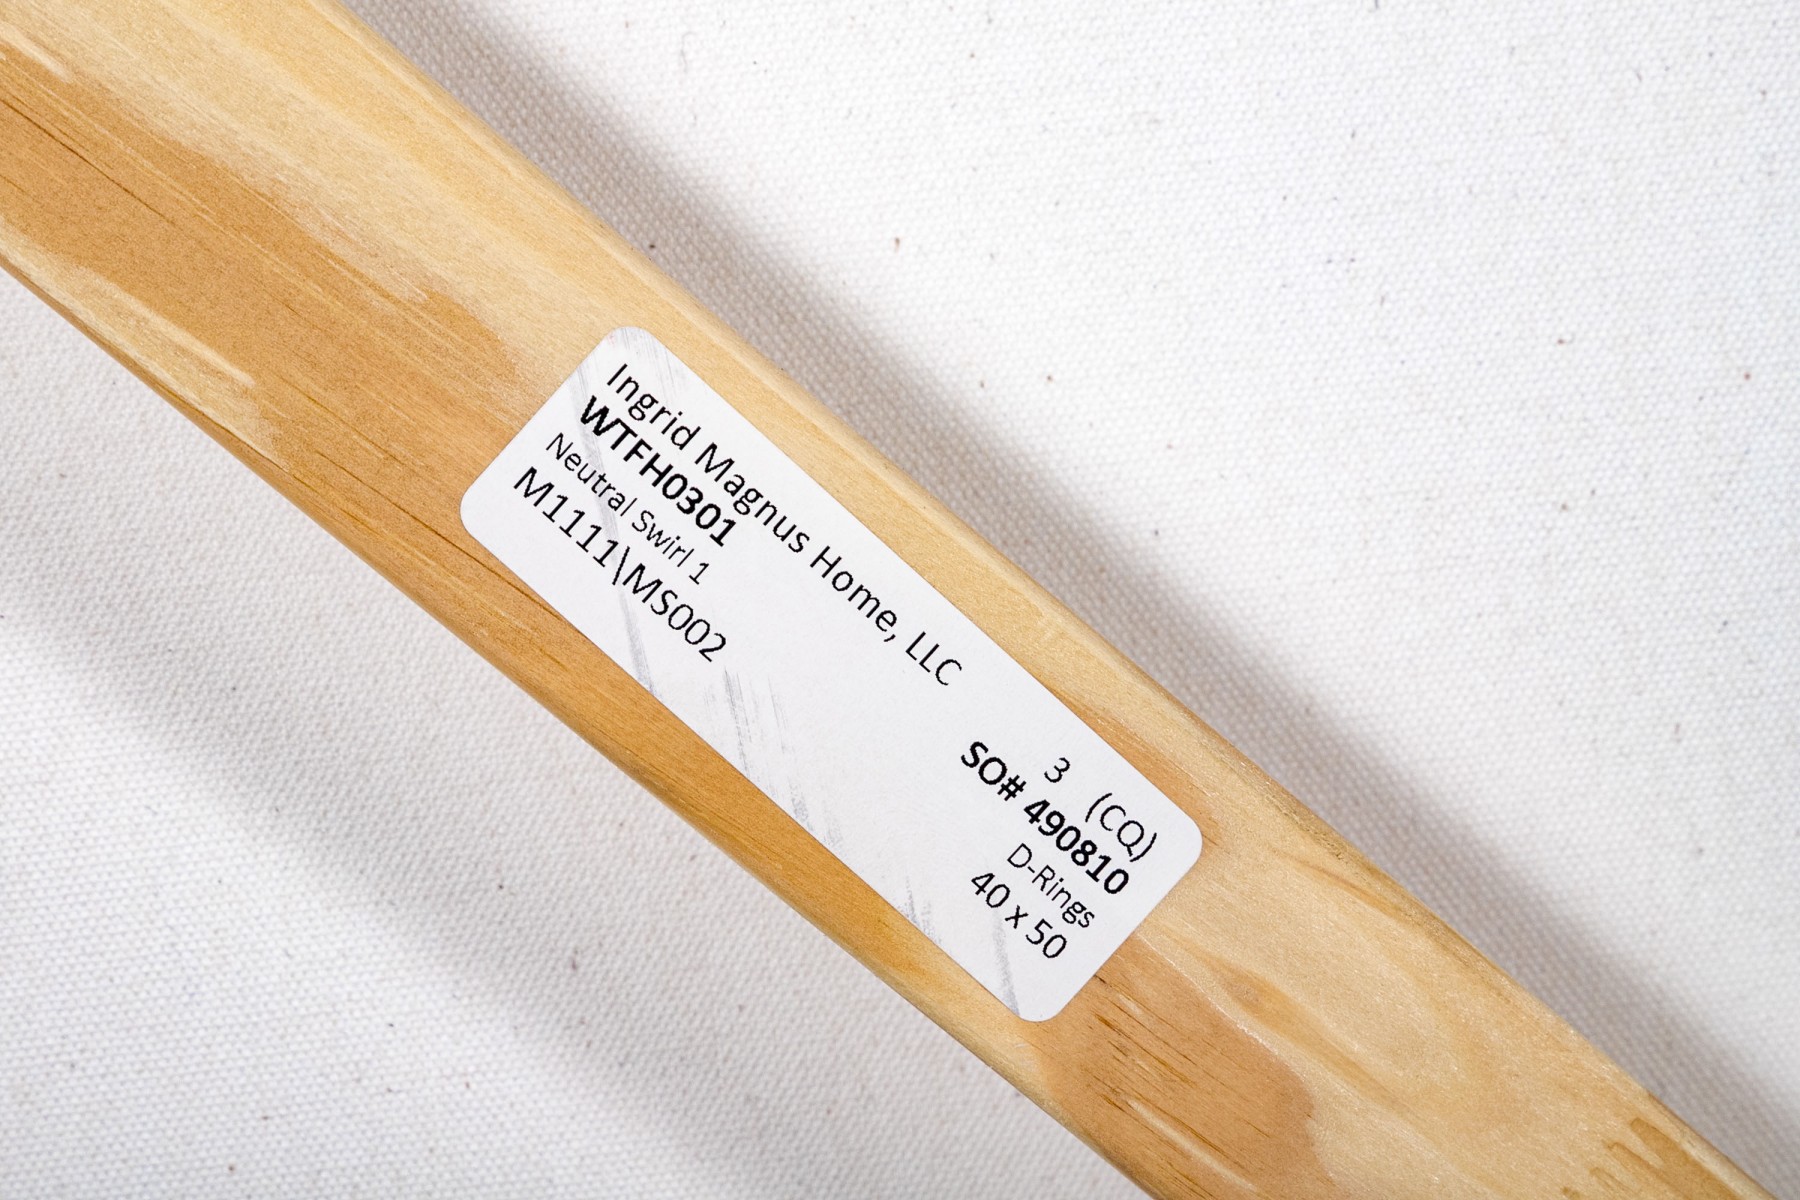 Ingrid Magnus Home, LLC
WTFH0301
Neutral Swirl 1
M1111\MS002
3 (CQ)
SO# 490810
D-Rings
40 x 50